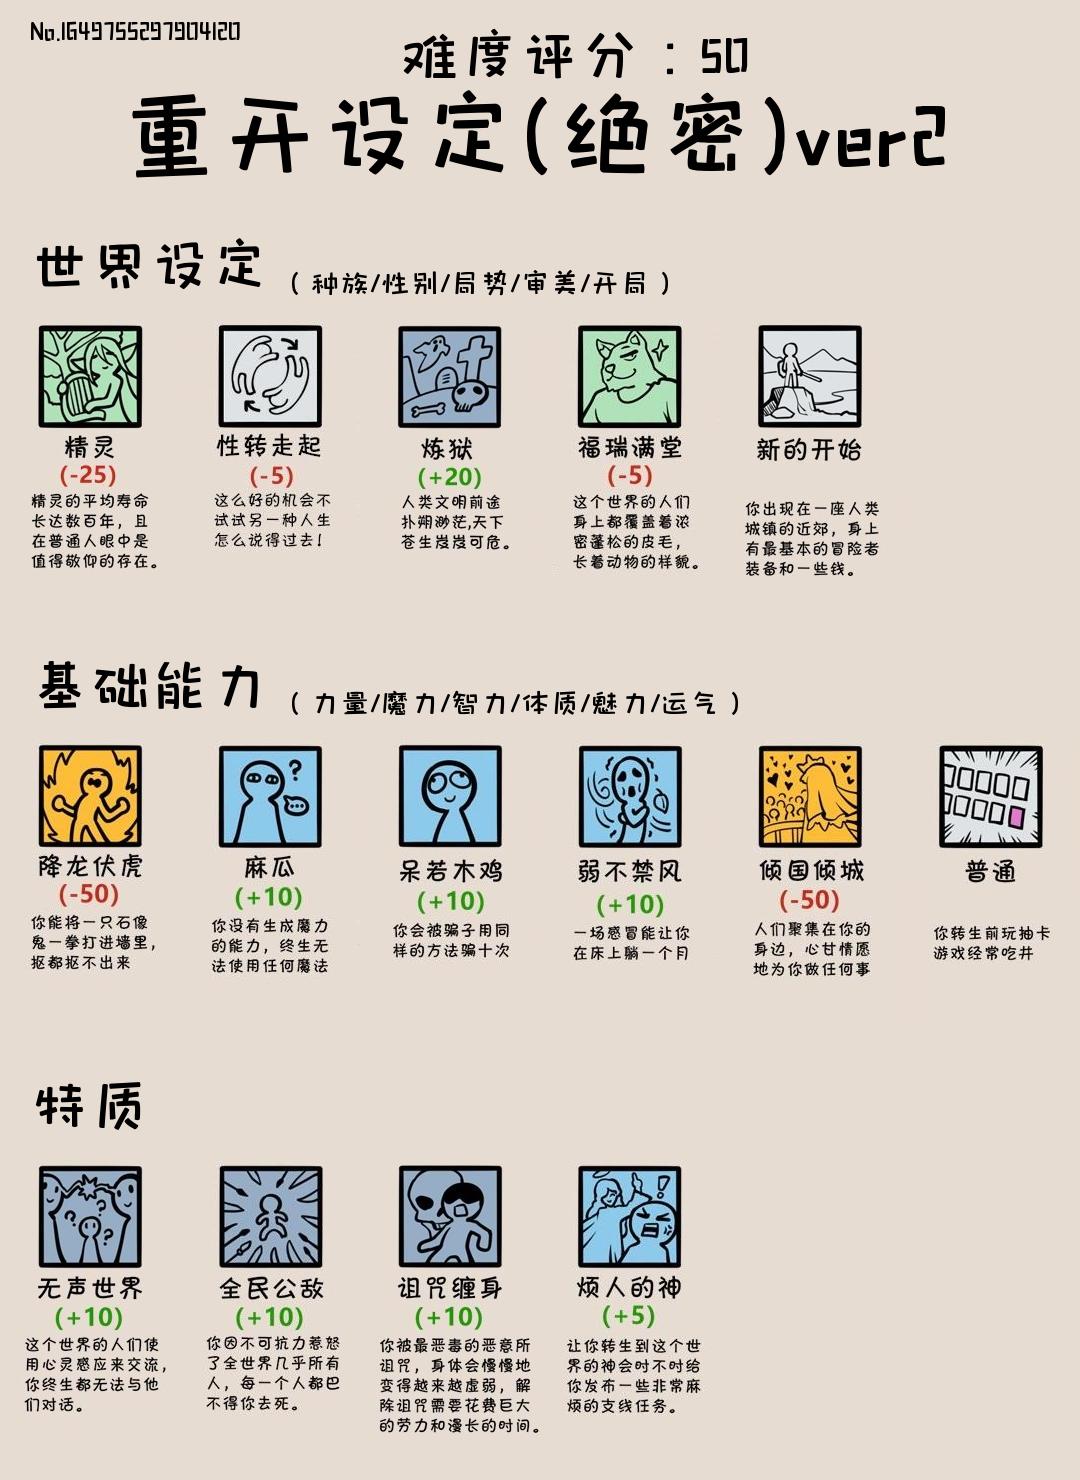 No.1649755297904120
难度评分：50
重开设定(绝密)ver2
世界设定 （种族/性别/局势/审美/开局）
精灵
(-25)
精灵的平均寿命
长达数百年，且
在普通人眼中是
值得敬仰的存在。
性转走起
(-5)
这么好的机会不
试试另一种人生
怎么说得过去！
炼狱
(+20)
人类文明前途
扑朔渺茫,天下
苍生岌岌可危。
福瑞满堂
(-5)
这个世界的人们
身上都覆盖着浓
密蓬松的皮毛，
长着动物的样貌。
新的开始
你出现在一座人类
城镇的近郊，身上
有最基本的冒险者
装备和一些钱。
基础能力 （力量/魔力/智力/体质/魅力/运气）
降龙伏虎
(-50)
你能将一只石像
鬼一拳打进墙里，
抠都抠不出来
麻瓜
(+10)
你没有生成魔力
的能力，终生无
法使用任何魔法
呆若木鸡
(+10)
你会被骗子用同
样的方法骗十次
弱不禁风
(+10)
一场感冒能让你
在床上躺一个月
倾国倾城
(-50)
人们聚集在你的
身边，心甘情愿
地为你做任何事
普通
你转生前玩抽卡
游戏经常吃井
特质
无声世界
(+10)
这个世界的人们使
用心灵感应来交流，
你终生都无法与他
们对话。
全民公敌
(+10)
你因不可抗力惹怒
了全世界几乎所有
人，每一个人都巴
不得你去死。
诅咒缠身
(+10)
你被最恶毒的恶意所
诅咒，身体会慢慢地
变得越来越虚弱，解
除诅咒需要花费巨大
的劳力和漫长的时间。
烦人的神
(+5)
让你转生到这个世
界的神会时不时给
你发布一些非常麻
烦的支线任务。